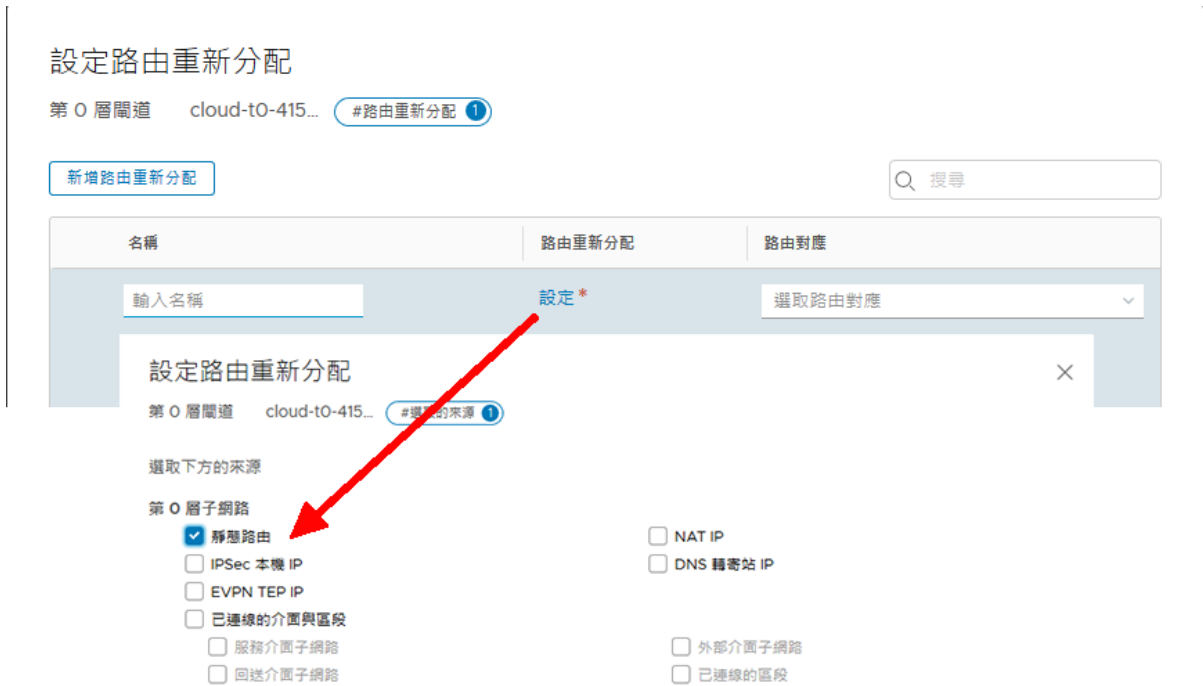 設定路由重新分配
第 0 層閘道 cloud-t0-415... #路由重新分配 1
新增路由重新分配 搜尋
名稱 路由重新分配 路由對應
輸入名稱 設定 * 選取路由對應
設定路由重新分配
第 0 層閘道 cloud-t0-415... #選取的來源 1
選取下方的來源
第 0 層子網路
靜態路由 NAT IP
IPSec 本機 IP DNS 轉寄站 IP
EVPN TEP IP
已連線的介面與區段
服務介面子網路 外部介面子網路
回送介面子網路 已連線的區段